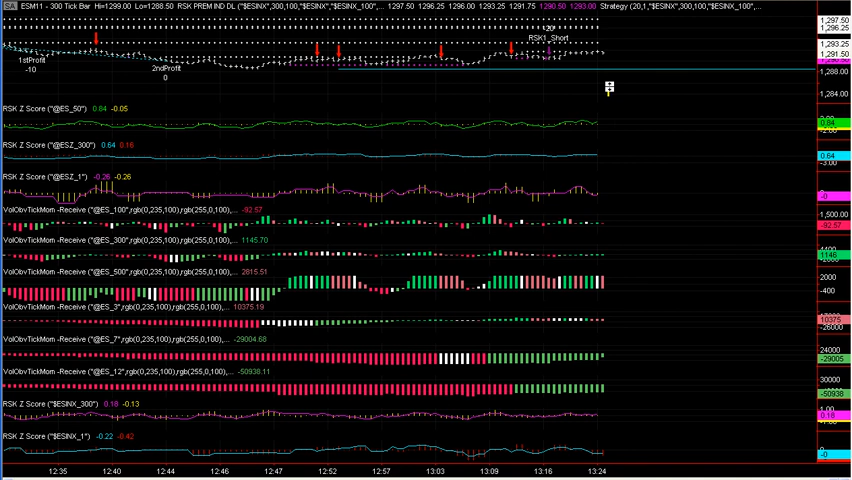 SA ESM11 - 300 Tick Bar Hi=1299.00 Lo=1288.50 RSK PREM IND DL ("$ESINX",300,100,"$ESINX","$ESINX_100",... 1297.50 1296.25 1296.00 1293.25 1291.75 1290.50 1293.00 Strategy (20,1,"$ESINX",300,100,"$ESINX_100",...
1,297.50
1,296.25
-20
RSK1_Short
1,293.25
1,291.50
1stProfit
-10
2ndProfit
0
1,288.00
1,284.00
RSK Z Score ("@ES_50") 0.84 -0.05
0.84
RSK Z Score ("@ESZ_300") 0.64 0.16
0.64
-3.00
RSK Z Score ("@ESZ_1") -0.26 -0.26
-0
VolObvTickMom -Receive ("@ES_100",rgb(0,235,100),rgb(255,0,100),... -92.57
1,500.00
-92.57
VolObvTickMom -Receive ("@ES_300",rgb(0,235,100),rgb(255,0,100),... 1145.70
1146
VolObvTickMom -Receive ("@ES_500",rgb(0,235,100),rgb(255,0,100),... 2815.51
2000
-400
VolObvTickMom -Receive ("@ES_3",rgb(0,235,100),rgb(255,0,100),... 10375.19
10375
-26000
VolObvTickMom -Receive ("@ES_7",rgb(0,235,100),rgb(255,0,100),... -29004.68
24000
-29005
VolObvTickMom -Receive ("@ES_12",rgb(0,235,100),rgb(255,0,100),... -50938.11
30000
-50938
RSK Z Score ("$ESINX_300") 0.18 -0.13
0.18
RSK Z Score ("$ESINX_1") -0.22 -0.42
-0
12:35 12:40 12:44 12:47 12:52 12:57 13:03 13:09 13:16 13:24